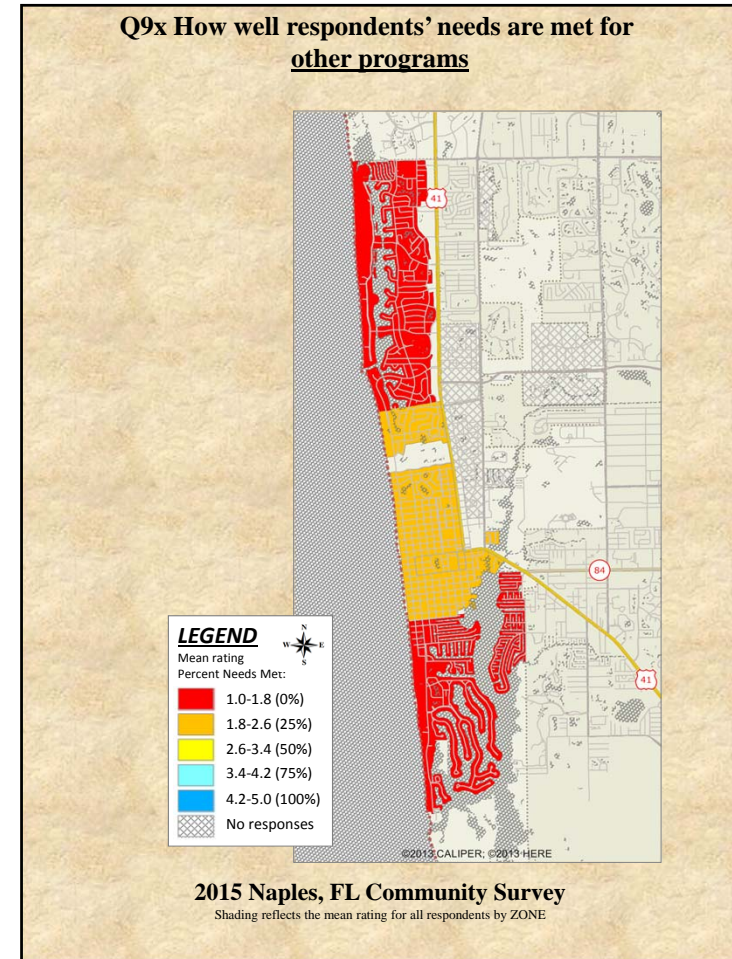 Q9x How well respondents’ needs are met for
other programs
41
84
41
LEGEND
N
W E
S
Mean rating
Percent Needs Met:
1.0-1.8 (0%)
1.8-2.6 (25%)
2.6-3.4 (50%)
3.4-4.2 (75%)
4.2-5.0 (100%)
No responses
©2013 CALIPER; ©2013 HERE
2015 Naples, FL Community Survey
Shading reflects the mean rating for all respondents by ZONE